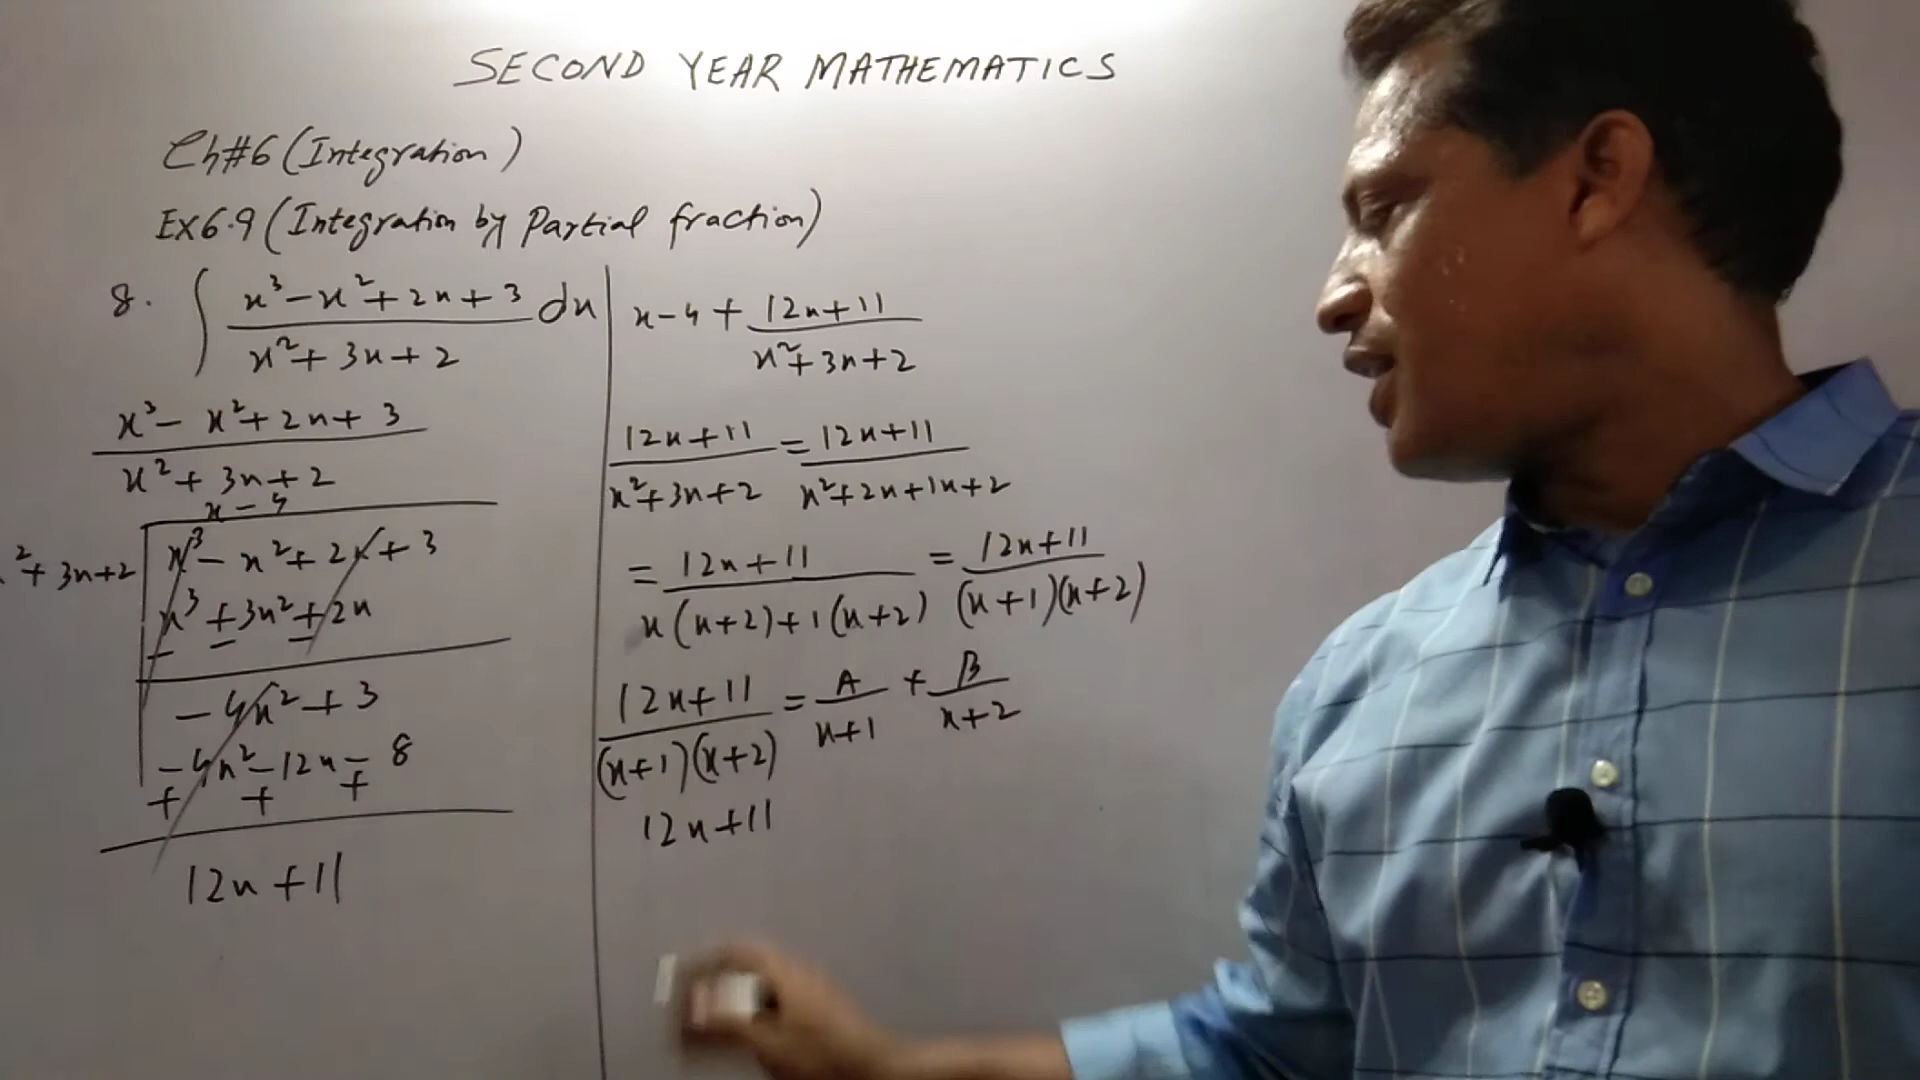 SECOND YEAR MATHEMATICS
Ch#6 (Integration)
Ex6.9 (Integration by Partial fraction)
8. ∫ (x³ - x² + 2x + 3)/(x² + 3x + 2) dx
(x³ - x² + 2x + 3)/(x² + 3x + 2)
x - 4
² + 3x + 2 | x³ - x² + 2x + 3
x³ + 3x² + 2x
- - -
- 4x² + 3
- 4x² - 12x - 8
+ + +
12x + 11
x - 4 + (12x + 11)/(x² + 3x + 2)
(12x + 11)/(x² + 3x + 2) = (12x + 11)/(x² + 2x + 1x + 2)
= (12x + 11)/(x(x+2) + 1(x+2)) = (12x + 11)/((x+1)(x+2))
(12x + 11)/((x+1)(x+2)) = A/(x+1) + B/(x+2)
12x + 11